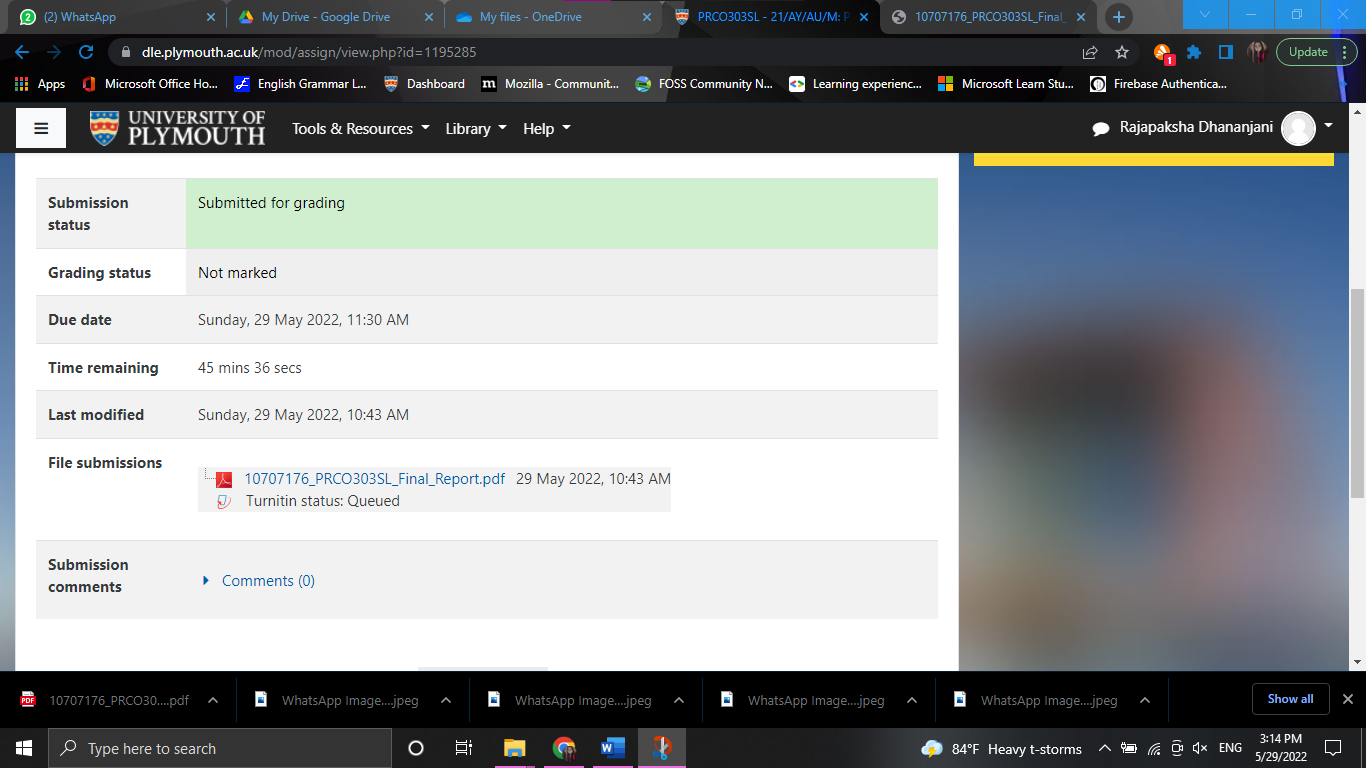 (2) WhatsApp
My Drive - Google Drive
My files - OneDrive
PRCO303SL - 21/AY/AU/M: P
10707176_PRCO303SL_Final_
dle.plymouth.ac.uk/mod/assign/view.php?id=1195285
1
Update
Apps
Microsoft Office Ho...
English Grammar L...
Dashboard
m Mozilla - Communit...
FOSS Community N...
Learning experienc...
Microsoft Learn Stu...
Firebase Authentica...
UNIVERSITY OF
PLYMOUTH
Tools & Resources
Library
Help
Rajapaksha Dhananjani
Submission
status
Submitted for grading
Grading status
Not marked
Due date
Sunday, 29 May 2022, 11:30 AM
Time remaining
45 mins 36 secs
Last modified
Sunday, 29 May 2022, 10:43 AM
File submissions
10707176_PRCO303SL_Final_Report.pdf 29 May 2022, 10:43 AM
Turnitin status: Queued
Submission
comments
Comments (0)
PDF 10707176_PRCO30....pdf
WhatsApp Image....jpeg
WhatsApp Image....jpeg
WhatsApp Image....jpeg
WhatsApp Image....jpeg
Show all
Type here to search
84°F Heavy t-storms
ENG
3:14 PM
5/29/2022